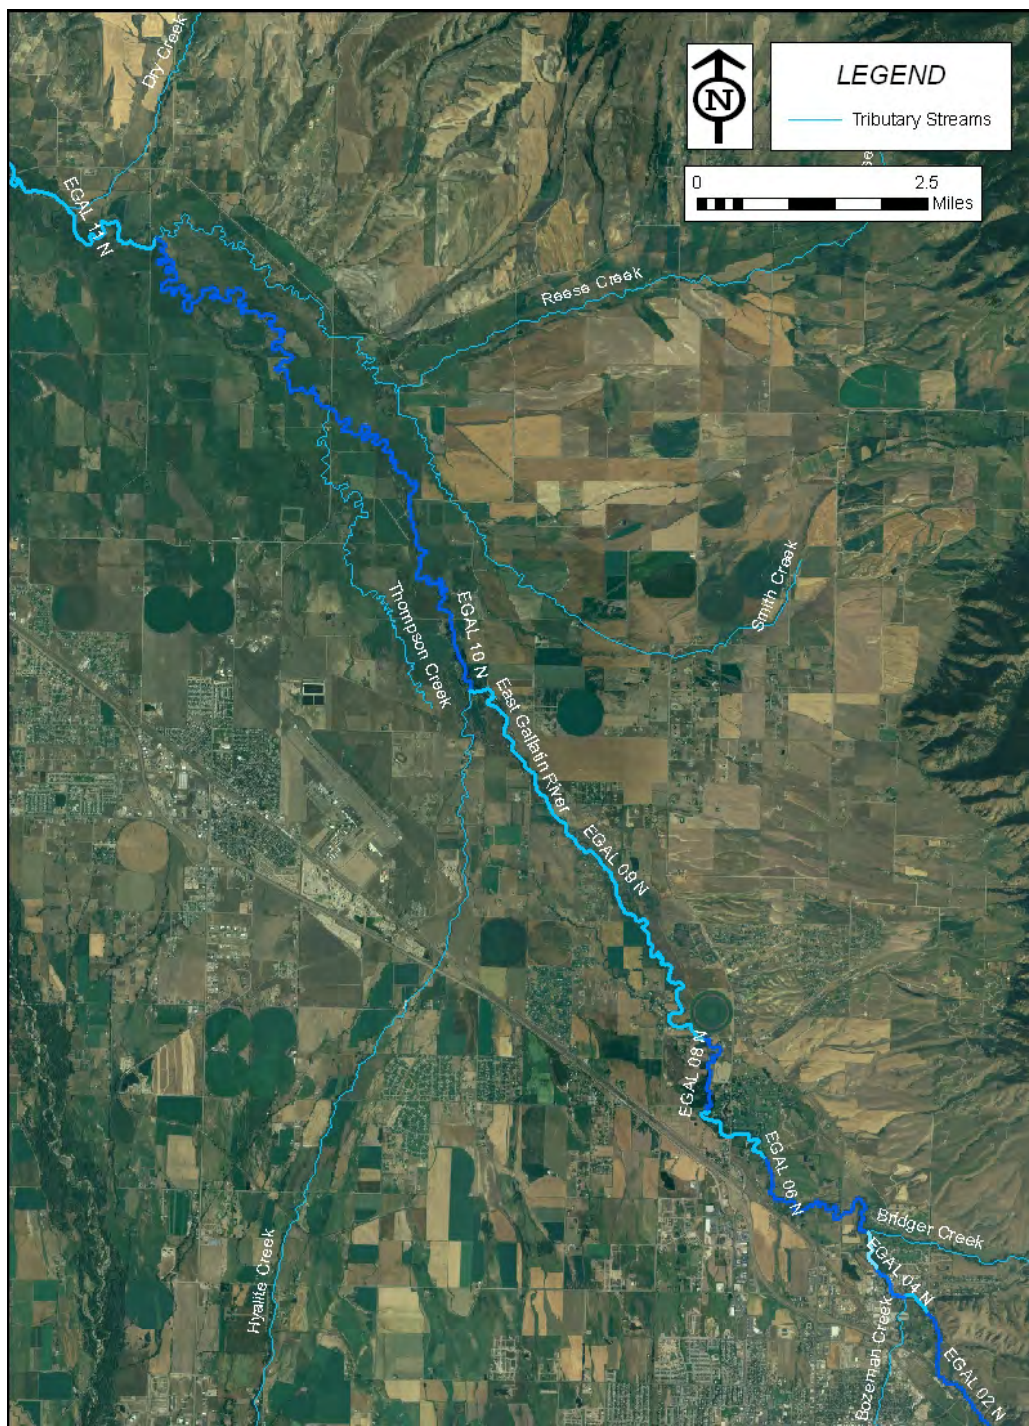 Dry Creek
N
LEGEND
Tributary Streams
0 2.5
Miles
EGAL 11 N
Reese Creek
Smith Creek
Thompson Creek
EGAL 10 N
East Gallatin River
EGAL 09 N
EGAL 08 N
EGAL 06 N
Bridger Creek
EGAL 04 N
Hyalite Creek
Bozeman Creek
EGAL 02 N